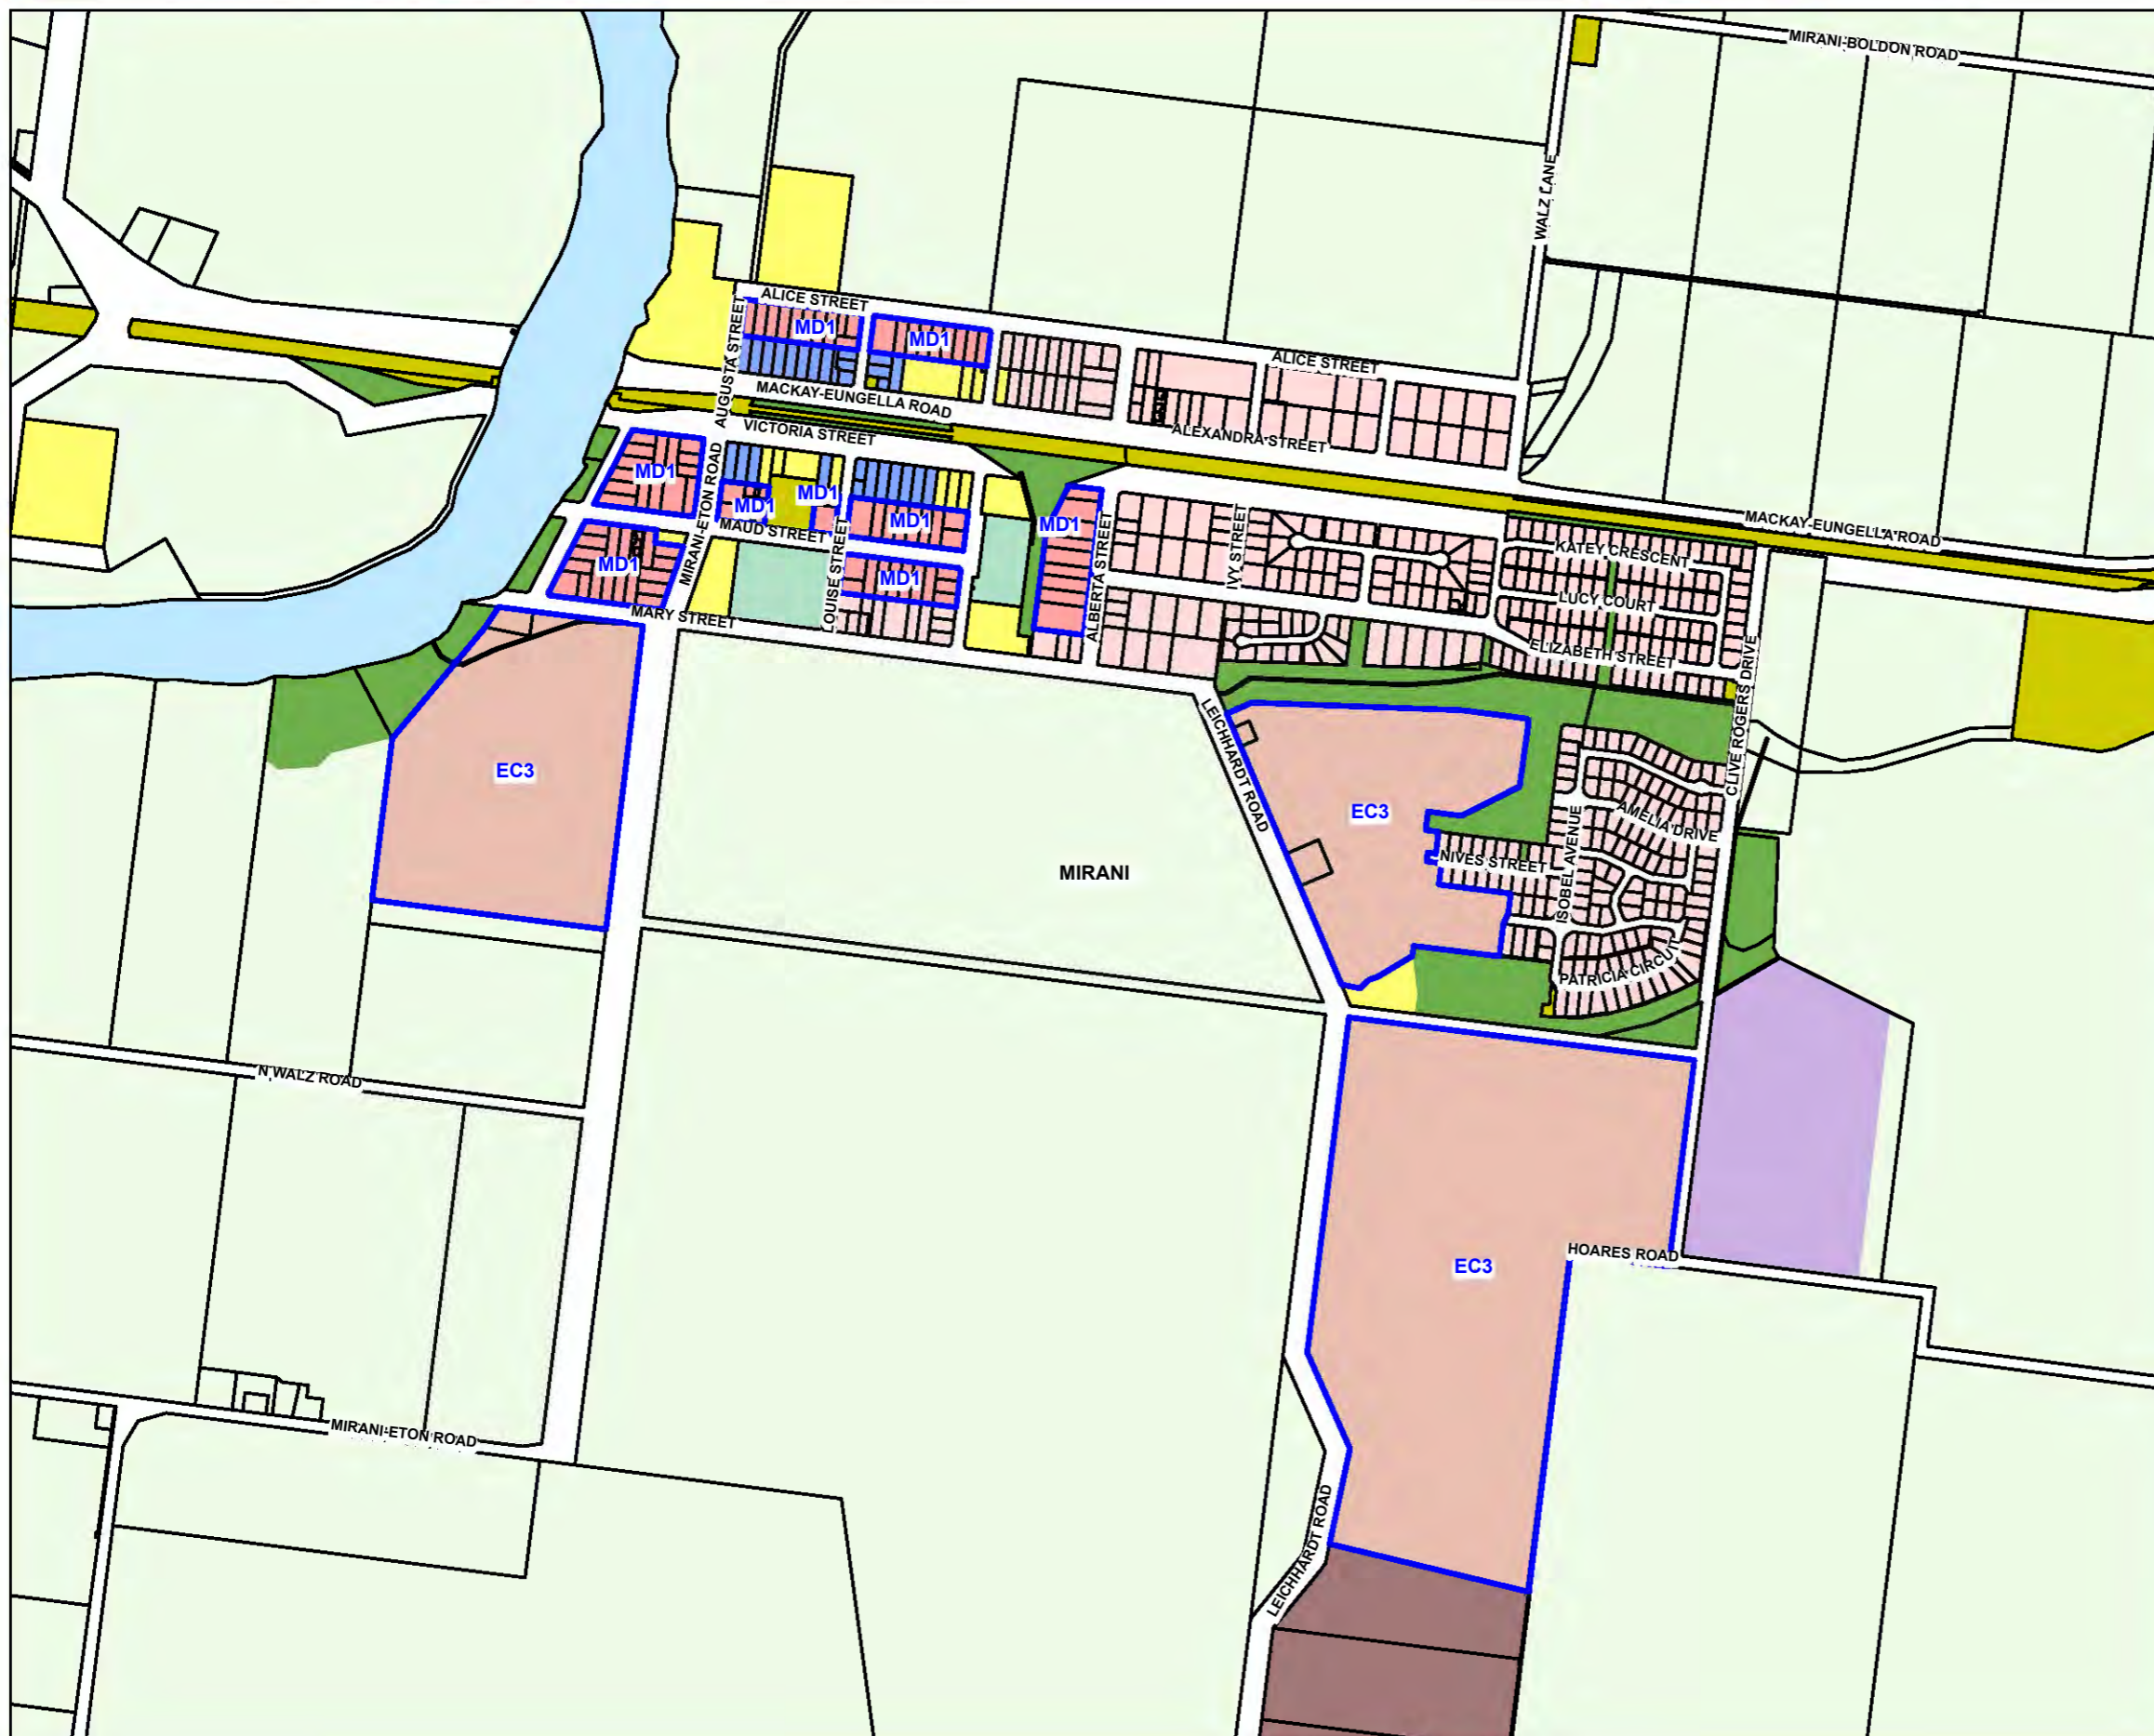 MIRANI-BOLDON ROAD
WALZ LANE
ALICE STREET
MD1
MD1
AUGUSTA STREET
ALICE STREET
MACKAY-EUNGELLA ROAD
VICTORIA STREET
ALEXANDRA STREET
MD1
MIRANI-ETON ROAD
MD1
MD1
MD1
MD1
MAUD STREET
MACKAY-EUNGELLA ROAD
KATEY CRESCENT
IVY STREET
MD1
MD1
LOUISE STREET
ALBERTA STREET
LUCY COURT
MARY STREET
ELIZABETH STREET
CLIVE ROGERS DRIVE
LEICHHARDT ROAD
EC3
EC3
AMELIA DRIVE
NIVES STREET
ISOBEL AVENUE
MIRANI
PATRICIA CIRCUIT
N WALZ ROAD
HOARES ROAD
EC3
MIRANI-ETON ROAD
LEICHHARDT ROAD